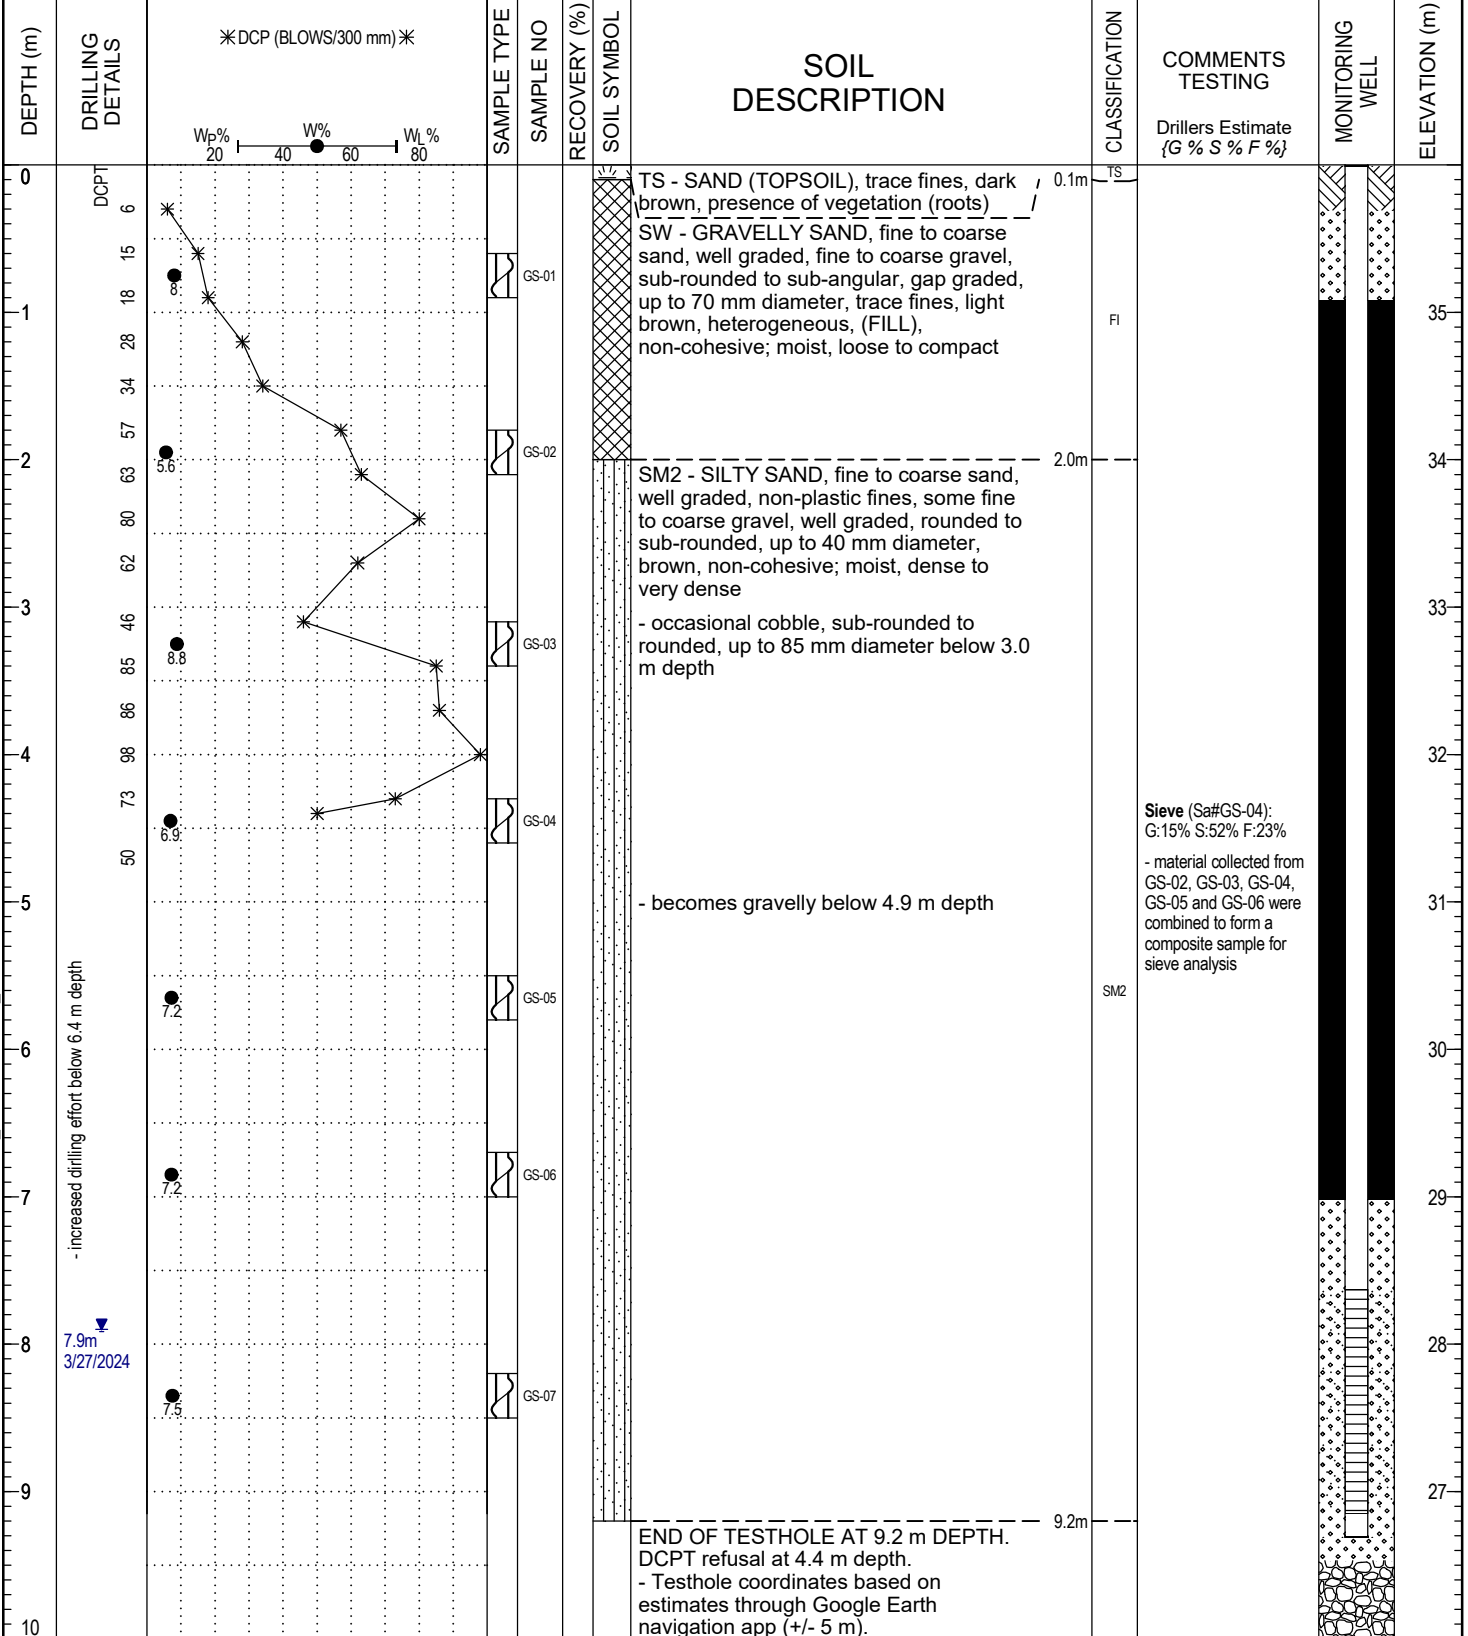 DEPTH (m)
DRILLING
DETAILS
DCP (BLOWS/300 mm)
WP% W% WL%
20 40 60 80
SAMPLE TYPE
SAMPLE NO
RECOVERY (%)
SOIL SYMBOL
SOIL
DESCRIPTION
CLASSIFICATION
COMMENTS
TESTING
Drillers Estimate
{G % S % F %}
MONITORING
WELL
ELEVATION (m)
0
1
2
3
4
5
6
7
8
9
10
DCPT
6
15
18
28
34
57
63
80
62
46
85
86
98
73
50
- increased dirlling effort below 6.4 m depth
7.9m
3/27/2024
8
5.6
8.8
6.9
7.2
7.2
7.5
GS-01
GS-02
GS-03
GS-04
GS-05
GS-06
GS-07
TS - SAND (TOPSOIL), trace fines, dark
brown, presence of vegetation (roots)
0.1m
SW - GRAVELLY SAND, fine to coarse
sand, well graded, fine to coarse gravel,
sub-rounded to sub-angular, gap graded,
up to 70 mm diameter, trace fines, light
brown, heterogeneous, (FILL),
non-cohesive; moist, loose to compact
2.0m
SM2 - SILTY SAND, fine to coarse sand,
well graded, non-plastic fines, some fine
to coarse gravel, well graded, rounded to
sub-rounded, up to 40 mm diameter,
brown, non-cohesive; moist, dense to
very dense
- occasional cobble, sub-rounded to
rounded, up to 85 mm diameter below 3.0
m depth
- becomes gravelly below 4.9 m depth
9.2m
END OF TESTHOLE AT 9.2 m DEPTH.
DCPT refusal at 4.4 m depth.
- Testhole coordinates based on
estimates through Google Earth
navigation app (+/- 5 m).
TS
FI
SM2
Sieve (Sa#GS-04):
G:15% S:52% F:23%
- material collected from
GS-02, GS-03, GS-04,
GS-05 and GS-06 were
combined to form a
composite sample for
sieve analysis
35
34
33
32
31
30
29
28
27